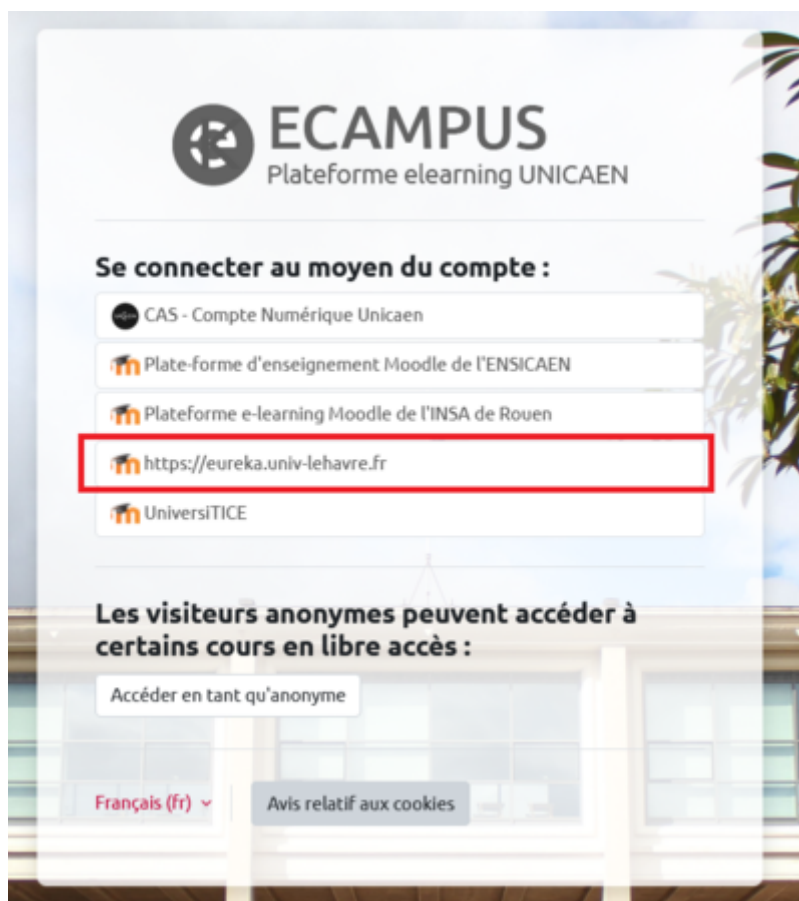 ECAMPUS
Plateforme elearning UNICAEN
Se connecter au moyen du compte :
CAS - Compte Numérique Unicaen
Plate-forme d'enseignement Moodle de l'ENSICAEN
Plateforme e-learning Moodle de l'INSA de Rouen
https://eureka.univ-lehavre.fr
UniversiTICE
Les visiteurs anonymes peuvent accéder à
certains cours en libre accès :
Accéder en tant qu'anonyme
Français (fr)
Avis relatif aux cookies